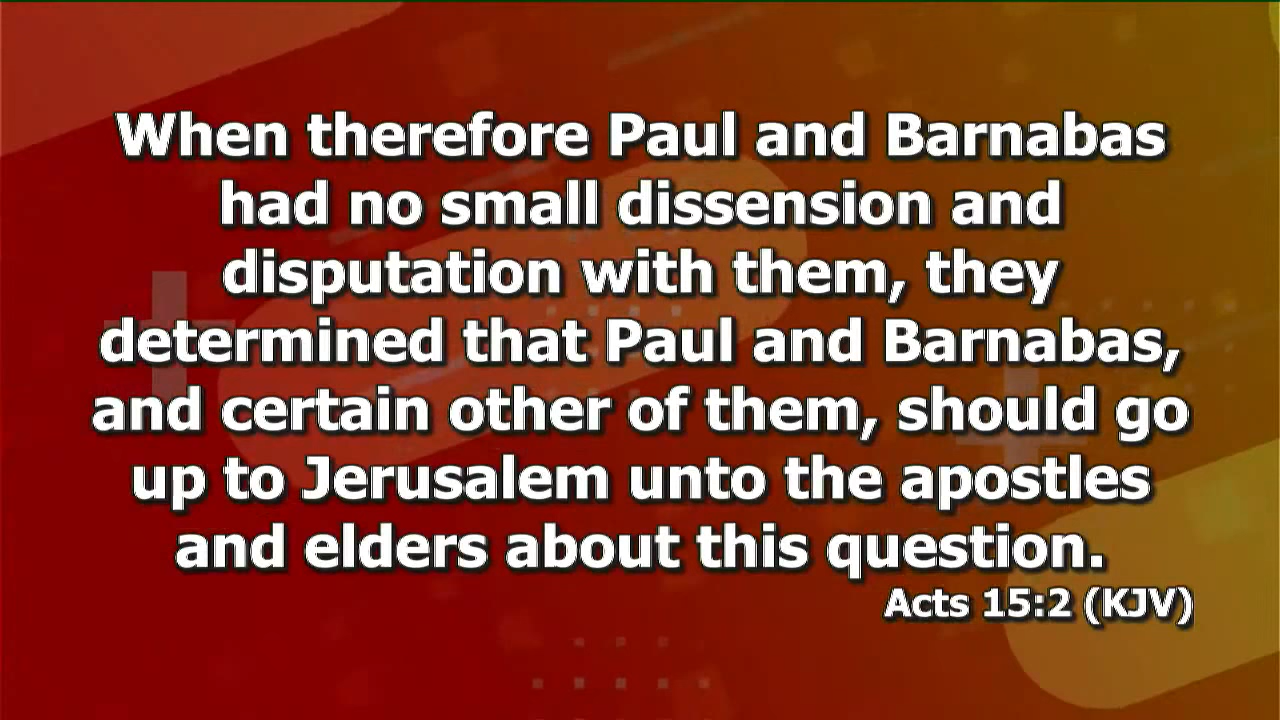 When therefore Paul and Barnabas
had no small dissension and
disputation with them, they
determined that Paul and Barnabas,
and certain other of them, should go
up to Jerusalem unto the apostles
and elders about this question.
Acts 15:2 (KJV)